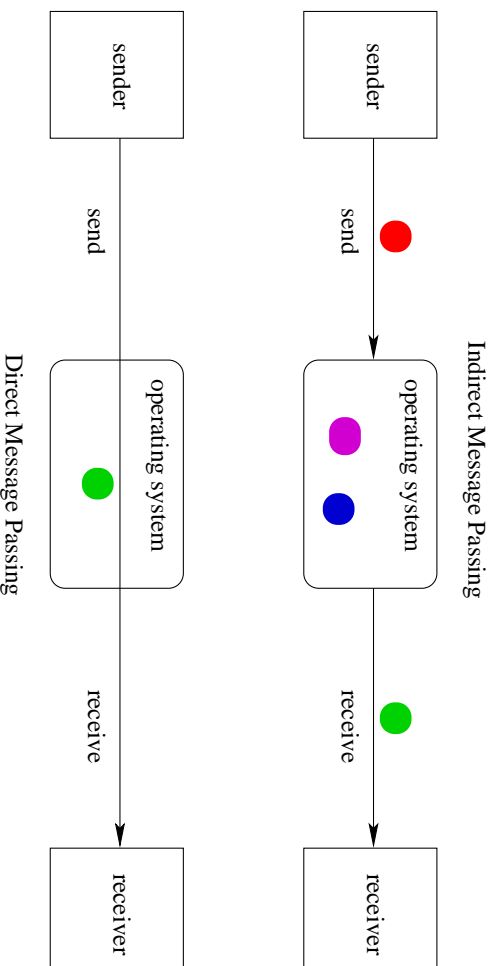 Indirect Message Passing
sender
send
operating system
receive
receiver
sender
send
operating system
receive
receiver
Direct Message Passing